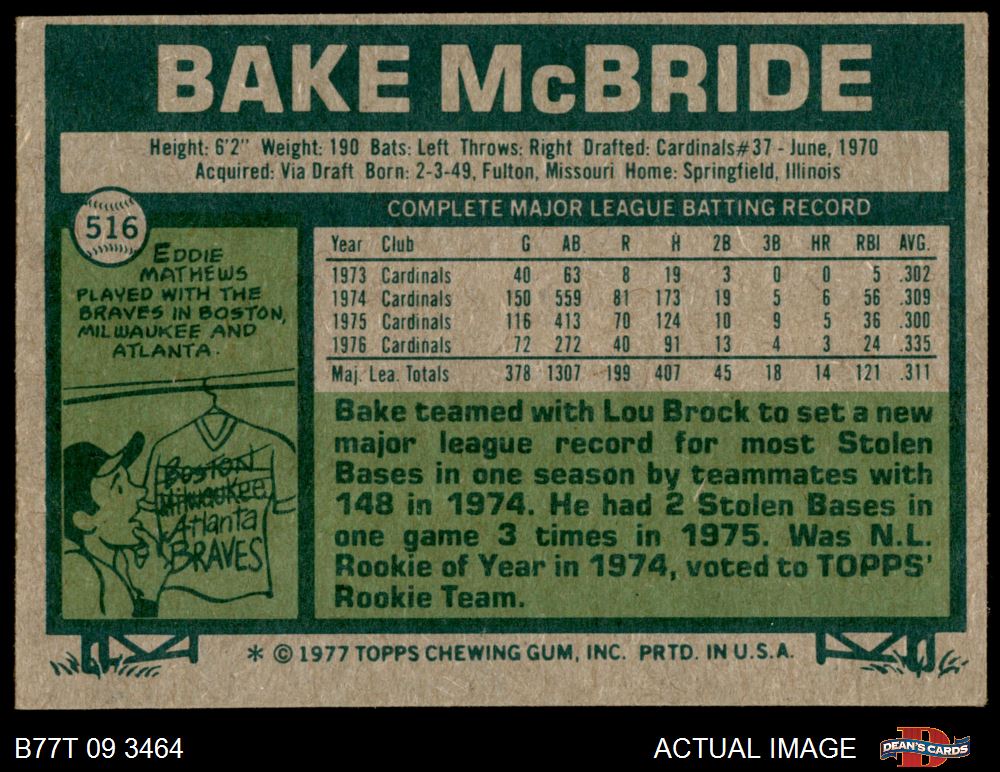 BAKE McBRIDE
Height: 6'2" Weight: 190 Bats: Left Throws: Right Drafted: Cardinals#37 - June, 1970
Acquired: Via Draft Born: 2-3-49, Fulton, Missouri Home: Springfield, Illinois
516
COMPLETE MAJOR LEAGUE BATTING RECORD
EDDIE
MATHEWS
PLAYED WITH THE
BRAVES IN BOSTON,
MILWAUKEE AND
ATLANTA.
Boston
Milwaukee
Atlanta
BRAVES
Year Club G AB R H 2B 3B HR RBI AVG.
1973 Cardinals 40 63 8 19 3 0 0 5 .302
1974 Cardinals 150 559 81 173 19 5 6 56 .309
1975 Cardinals 116 413 70 124 10 9 5 36 .300
1976 Cardinals 72 272 40 91 13 4 3 24 .335
Maj. Lea. Totals 378 1307 199 407 45 18 14 121 .311
Bake teamed with Lou Brock to set a new
major league record for most Stolen
Bases in one season by teammates with
148 in 1974. He had 2 Stolen Bases in
one game 3 times in 1975. Was N.L.
Rookie of Year in 1974, voted to TOPPS'
Rookie Team.
* © 1977 TOPPS CHEWING GUM, INC. PRTD. IN U.S.A.
B77T 09 3464
ACTUAL IMAGE
D
DEAN'S CARDS